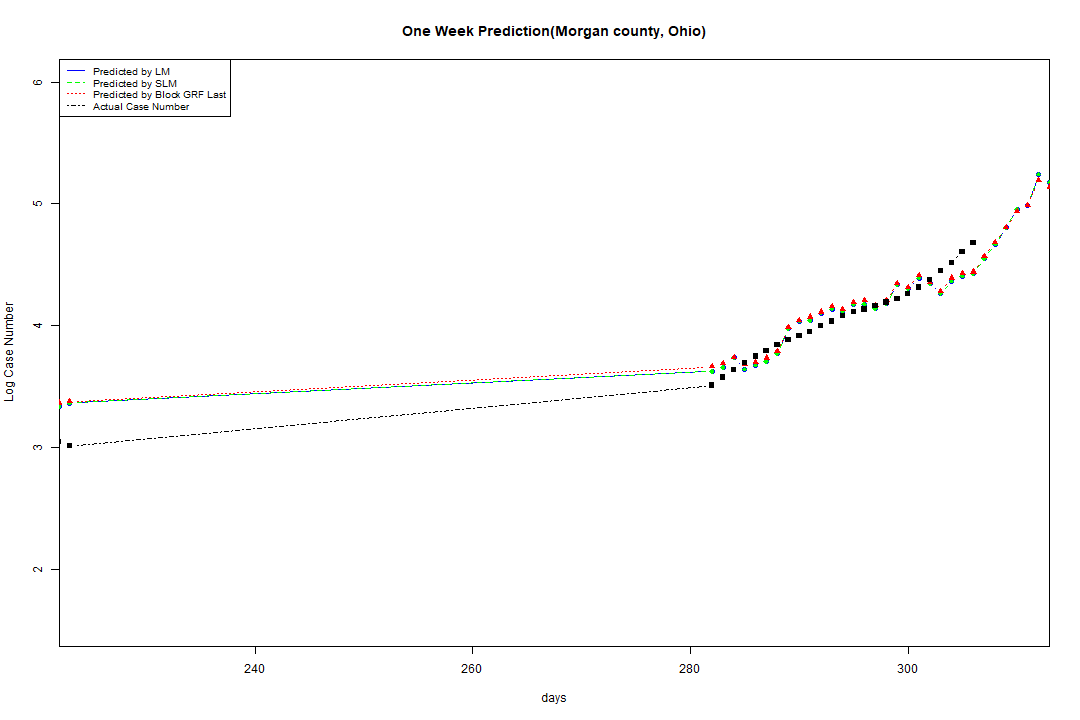 One Week Prediction(Morgan county, Ohio)
Predicted by LM
Predicted by SLM
Predicted by Block GRF Last
Actual Case Number
6
5
4
3
2
Log Case Number
240 260 280 300
days